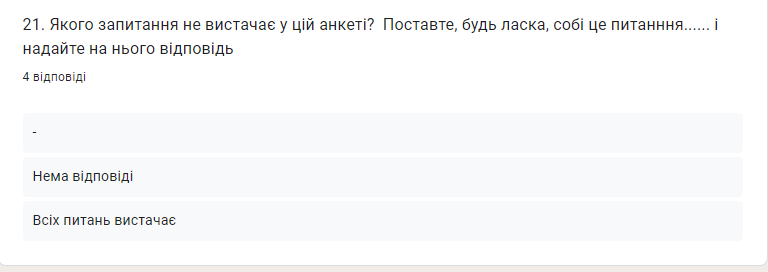 21. Якого запитання не вистачає у цій анкеті? Поставте, будь ласка, собі це питанння...... і
надайте на нього відповідь
4 відповіді
-
Нема відповіді
Всіх питань вистачає